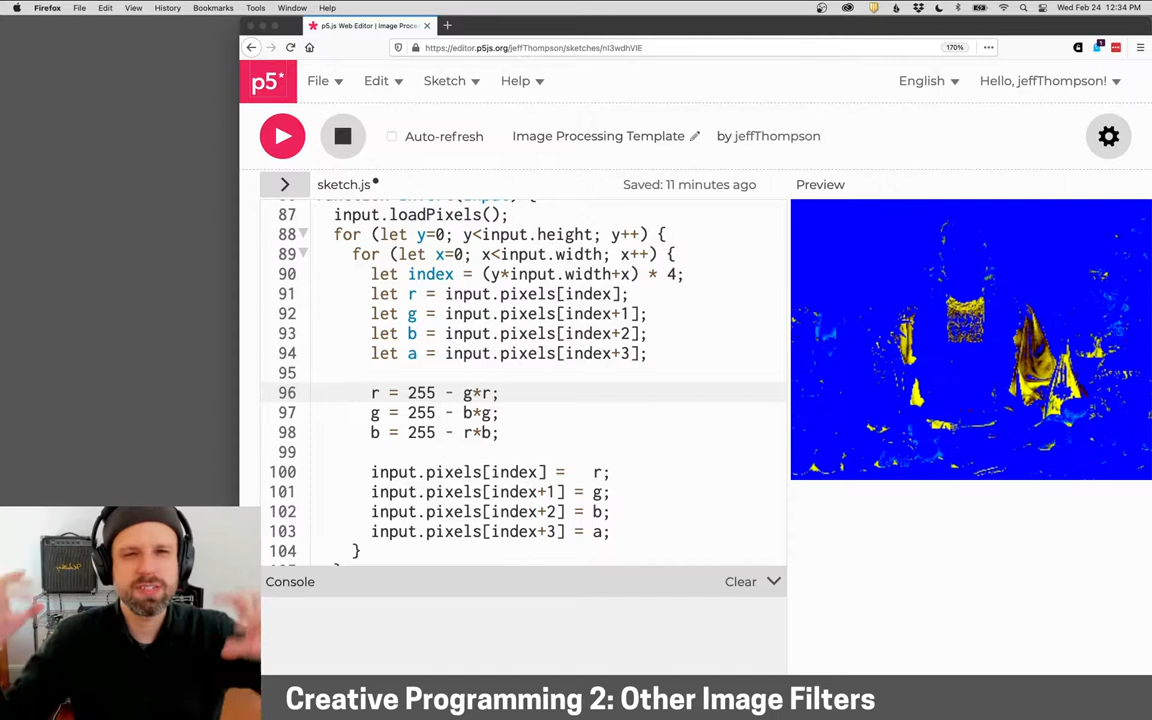 Firefox File Edit View History Bookmarks Tools Window Help Wed Feb 24 12:34 PM
p5.js Web Editor | Image Proces
https://editor.p5js.org/jeffThompson/sketches/nI3wdhVIE 170%
p5* File Edit Sketch Help English Hello, jeffThompson!
Auto-refresh Image Processing Template by jeffThompson
sketch.js Saved: 11 minutes ago Preview
87 input.loadPixels();
88 for (let y=0; y<input.height; y++) {
89 for (let x=0; x<input.width; x++) {
90 let index = (y*input.width+x) * 4;
91 let r = input.pixels[index];
92 let g = input.pixels[index+1];
93 let b = input.pixels[index+2];
94 let a = input.pixels[index+3];
95
96 r = 255 - g*r;
97 g = 255 - b*g;
98 b = 255 - r*b;
99
100 input.pixels[index] =   r;
101 input.pixels[index+1] = g;
102 input.pixels[index+2] = b;
103 input.pixels[index+3] = a;
104 }
Console Clear
Creative Programming 2: Other Image Filters